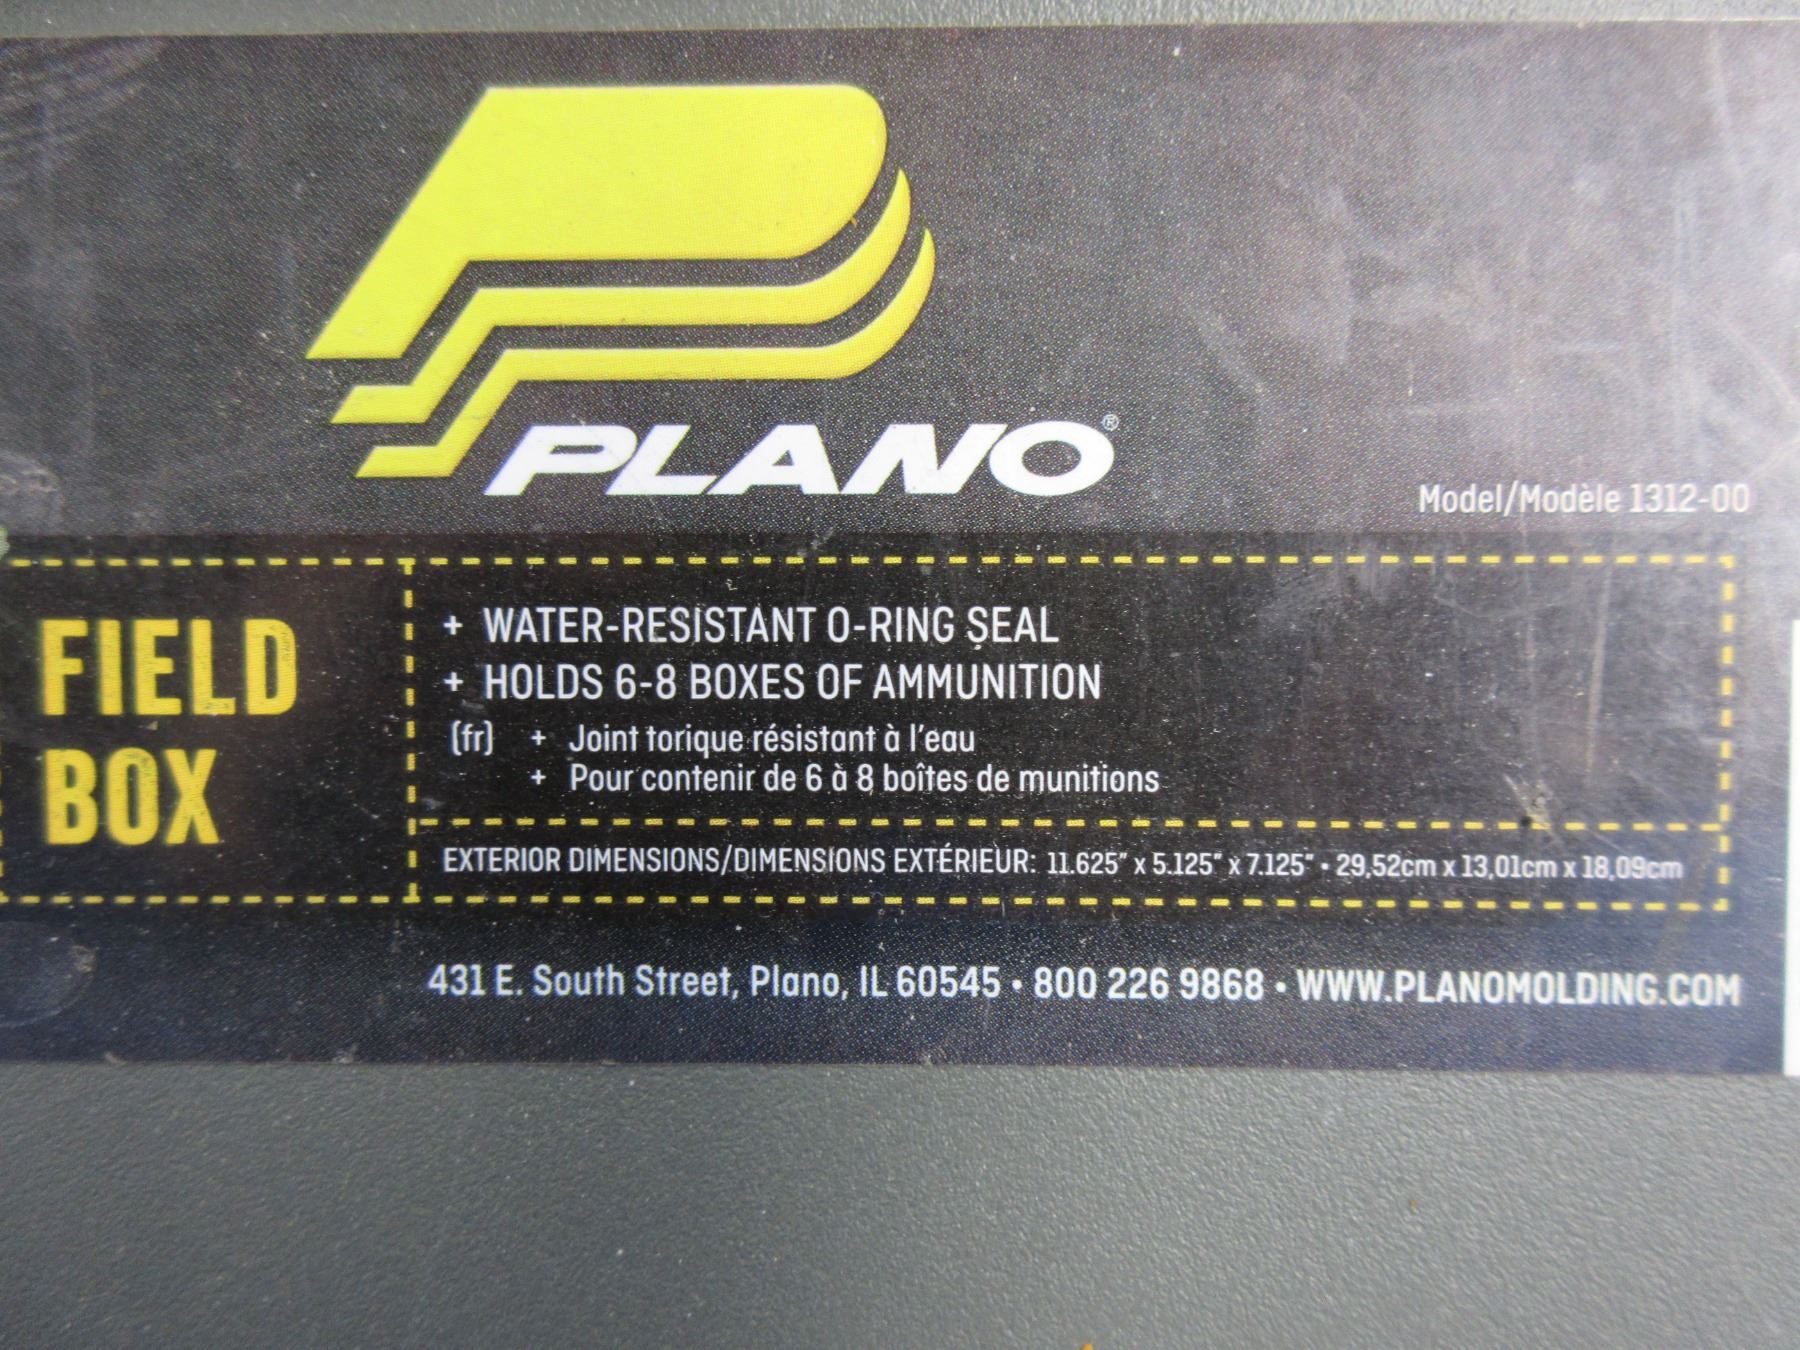 PLANO®
Model/Modèle 1312-00
FIELD
BOX
+ WATER-RESISTANT O-RING SEAL
+ HOLDS 6-8 BOXES OF AMMUNITION
(fr) + Joint torique résistant à l'eau
+ Pour contenir de 6 à 8 boîtes de munitions
EXTERIOR DIMENSIONS/DIMENSIONS EXTÉRIEUR: 11.625" x 5.125" x 7.125" • 29,52cm x 13,01cm x 18,09cm
431 E. South Street, Plano, IL 60545 • 800 226 9868 • WWW.PLANOMOLDING.COM